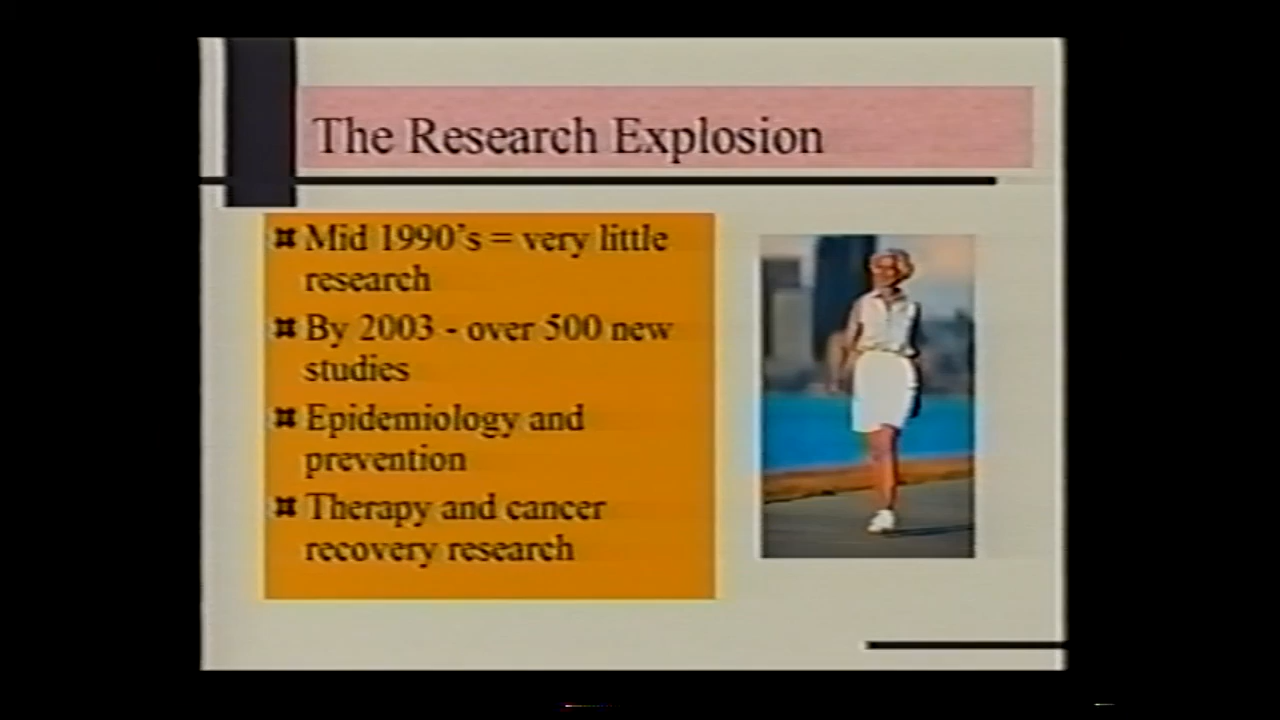 The Research Explosion
Mid 1990's = very little
research
By 2003 - over 500 new
studies
Epidemiology and
prevention
Therapy and cancer
recovery research